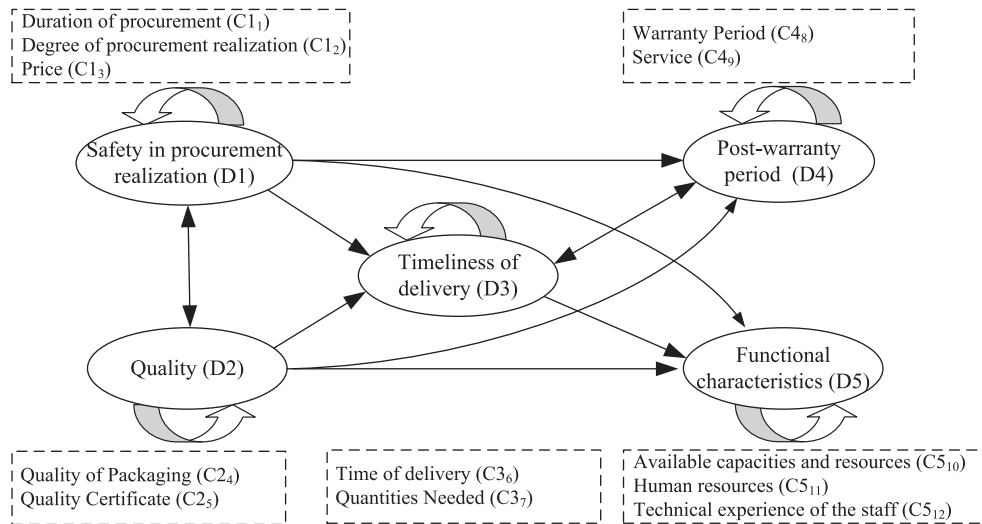 Duration of procurement (C1₁)
Degree of procurement realization (C1₂)
Price (C1₃)
Warranty Period (C4₈)
Service (C4₉)
Safety in procurement
realization (D1)
Post-warranty
period (D4)
Timeliness of
delivery (D3)
Quality (D2)
Functional
characteristics (D5)
Quality of Packaging (C2₄)
Quality Certificate (C2₅)
Time of delivery (C3₆)
Quantities Needed (C3₇)
Available capacities and resources (C5₁₀)
Human resources (C5₁₁)
Technical experience of the staff (C5₁₂)